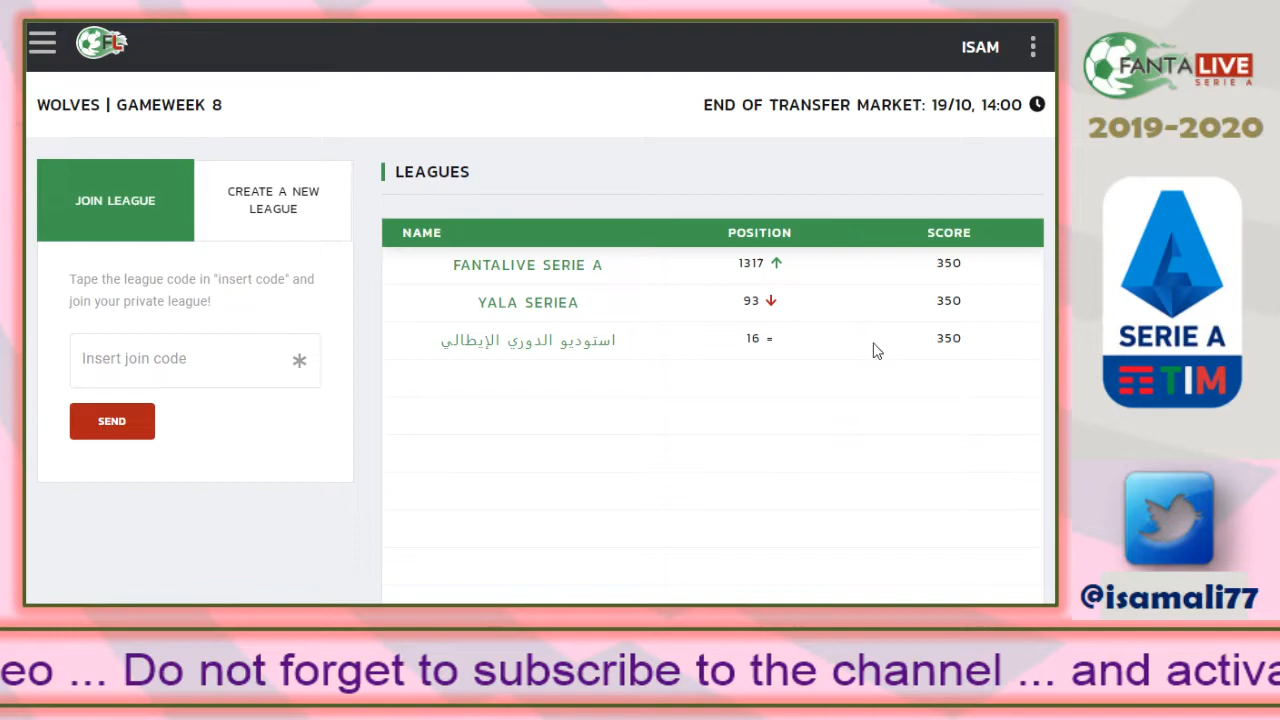 FL
ISAM
WOLVES | GAMEWEEK 8
END OF TRANSFER MARKET: 19/10, 14:00
JOIN LEAGUE
CREATE A NEW
LEAGUE
Tape the league code in "insert code" and
join your private league!
Insert join code
SEND
LEAGUES
NAME POSITION SCORE
FANTALIVE SERIE A 1317 ↑ 350
YALA SERIEA 93 ↓ 350
استوديو الدوري الإيطالي 16 = 350
FANTALIVE
SERIE A
2019-2020
SERIE A
TIM
@isamali77
eo ... Do not forget to subscribe to the channel ... and activa